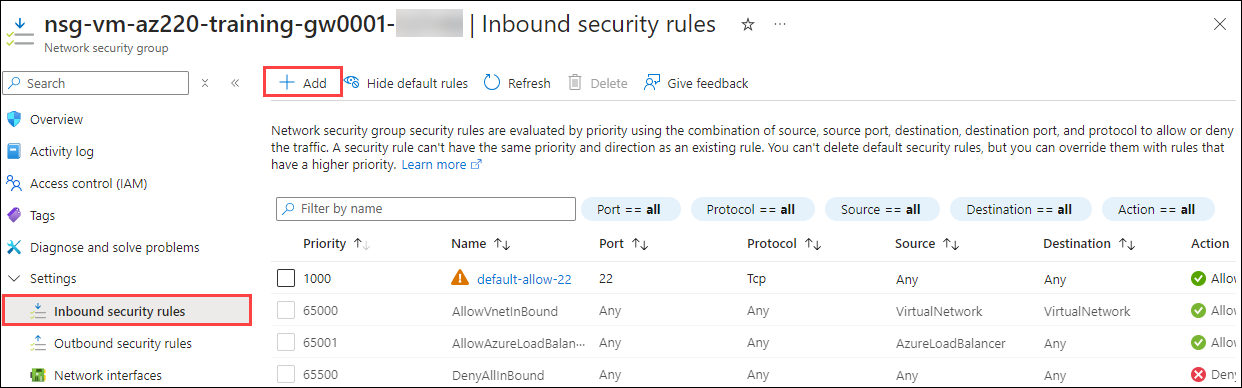 nsg-vm-az220-training-gw0001- | Inbound security rules
Network security group
Search
Add
Hide default rules
Refresh
Delete
Give feedback
Overview
Activity log
Access control (IAM)
Tags
Diagnose and solve problems
Settings
Inbound security rules
Outbound security rules
Network interfaces
Network security group security rules are evaluated by priority using the combination of source, source port, destination, destination port, and protocol to allow or deny
the traffic. A security rule can't have the same priority and direction as an existing rule. You can't delete default security rules, but you can override them with rules that
have a higher priority. Learn more
Filter by name
Port == all
Protocol == all
Source == all
Destination == all
Action == all
Priority ↑↓ Name ↑↓ Port ↑↓ Protocol ↑↓ Source ↑↓ Destination ↑↓ Action
1000 default-allow-22 22 Tcp Any Any Allow
65000 AllowVnetInBound Any Any VirtualNetwork VirtualNetwork Allow
65001 AllowAzureLoadBalan... Any Any AzureLoadBalancer Any Allow
65500 DenyAllInBound Any Any Any Any Deny